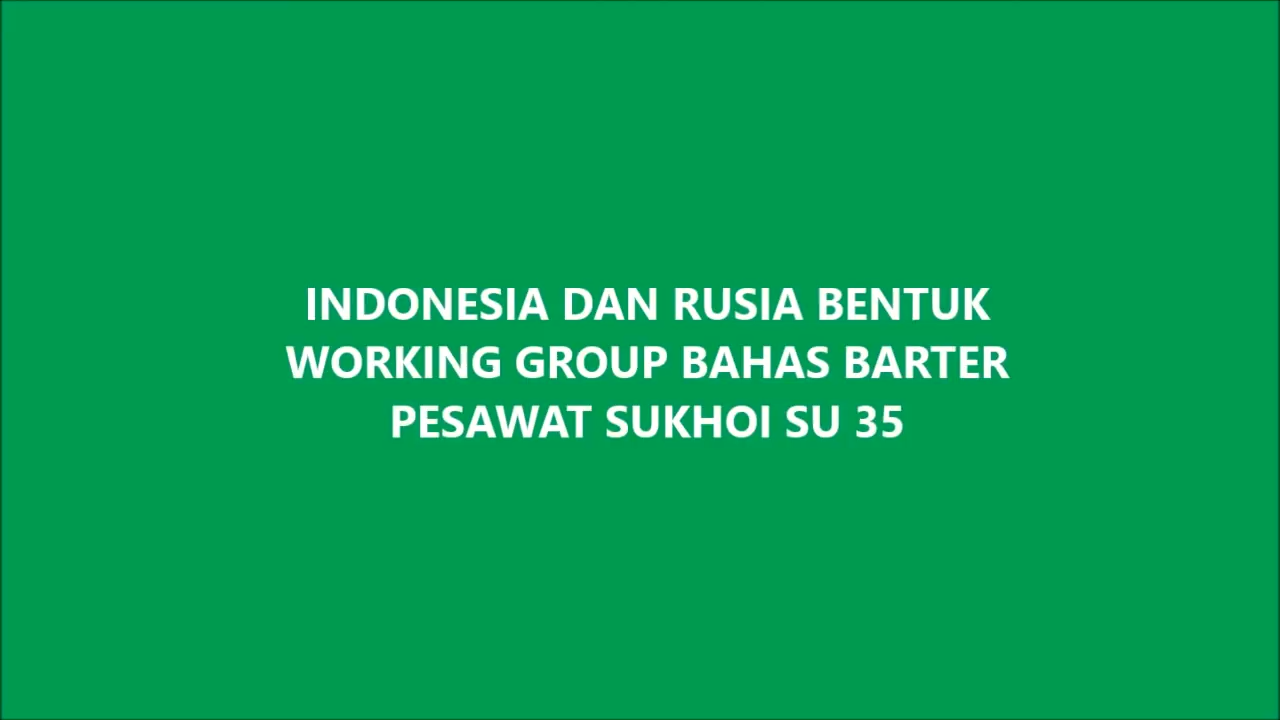 INDONESIA DAN RUSIA BENTUK
WORKING GROUP BAHAS BARTER
PESAWAT SUKHOI SU 35